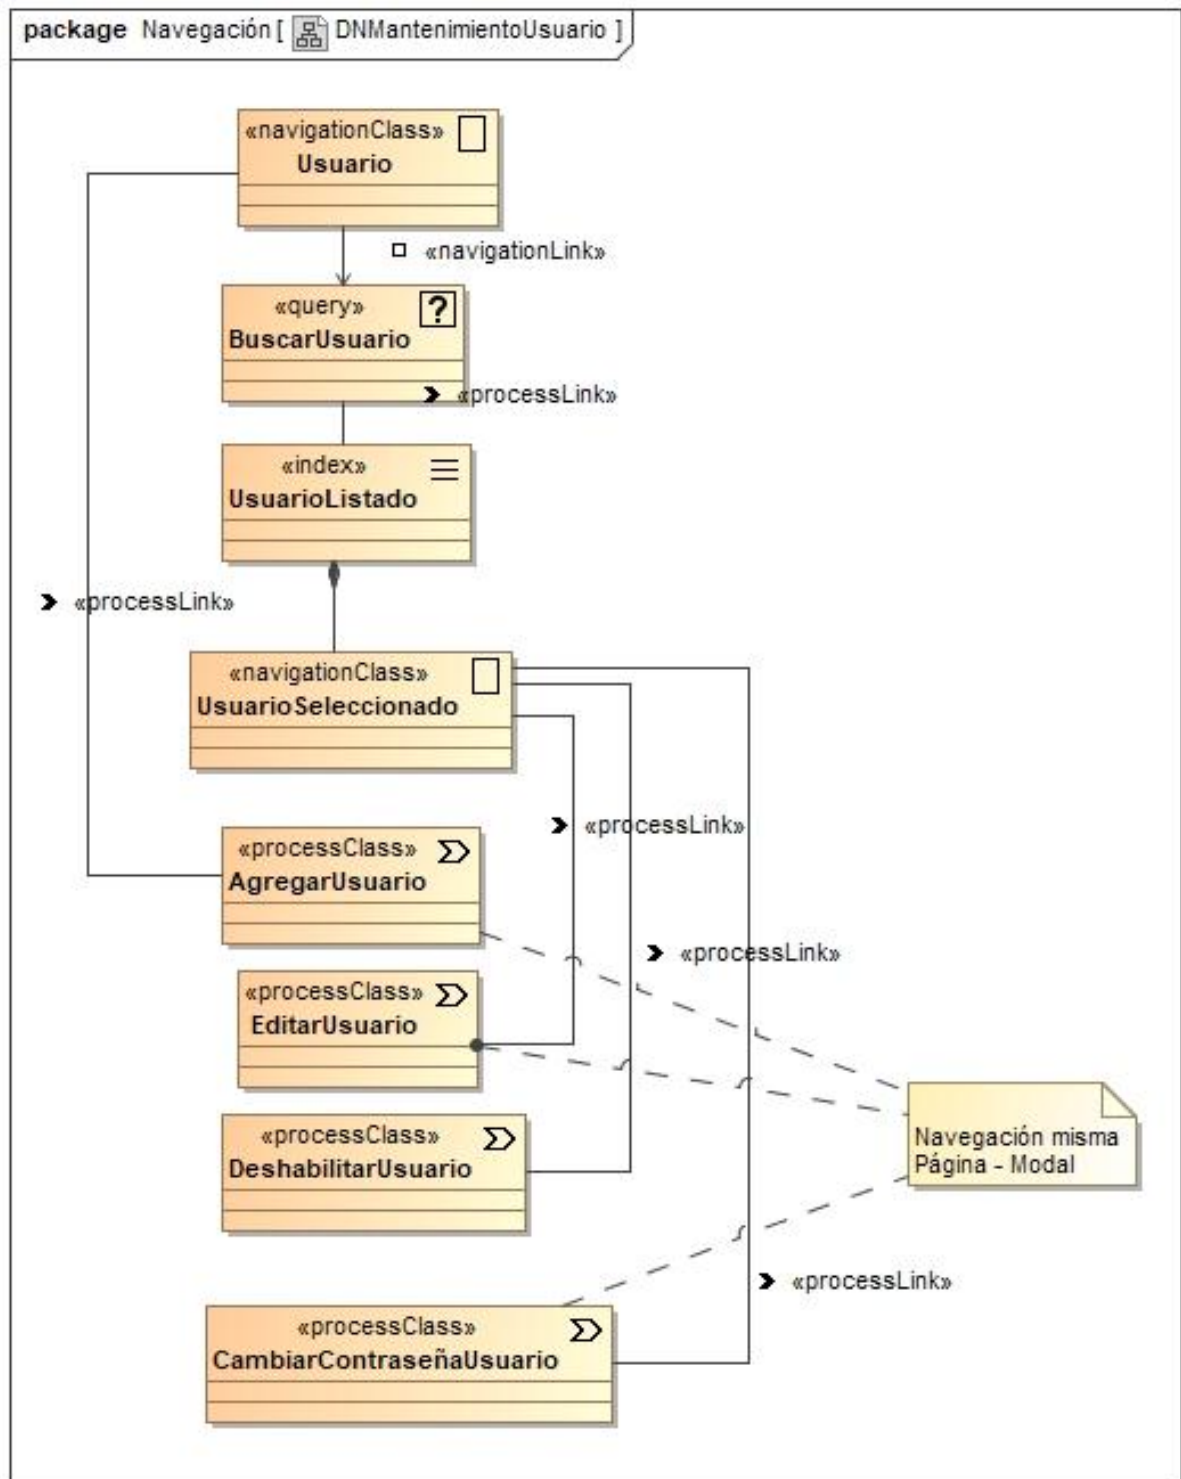 package Navegación [ DNMantenimientoUsuario ]
«navigationClass»
Usuario
«navigationLink»
«query»
?
BuscarUsuario
«processLink»
«index»
UsuarioListado
«processLink»
«navigationClass»
UsuarioSeleccionado
«processLink»
«processClass»
AgregarUsuario
«processLink»
«processClass»
EditarUsuario
«processClass»
DeshabilitarUsuario
Navegación misma
Página - Modal
«processLink»
«processClass»
CambiarContraseñaUsuario